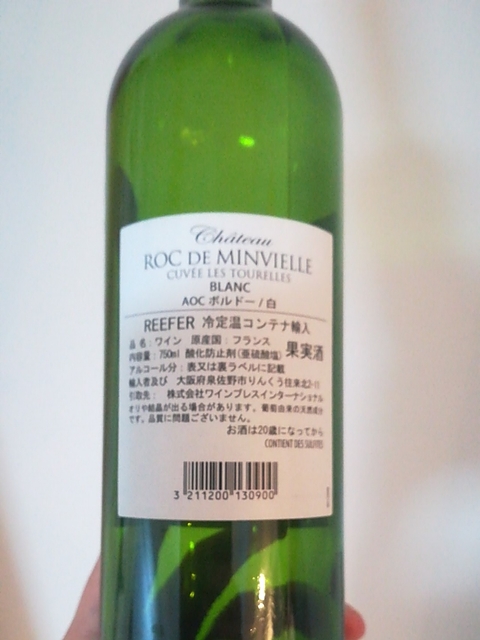 Château
ROC DE MINVIELLE
CUVÉE LES TOURELLES
BLANC
AOC ボルドー / 白
REEFER 冷定温コンテナ輸入
品名:ワイン 原産国:フランス
内容量:750ml 酸化防止剤(亜硫酸塩) 果実酒
アルコール分:表又は裏ラベルに記載
輸入者及び 大阪府泉佐野市りんくう往来北2-11
引取先: 株式会社ワインプレスインターナショナル
オリや結晶が出る場合があります。葡萄由来の天然成分
です。品質に問題ございません。
お酒は20歳になってから
CONTIENT DES SULFITES
3 211200 130900